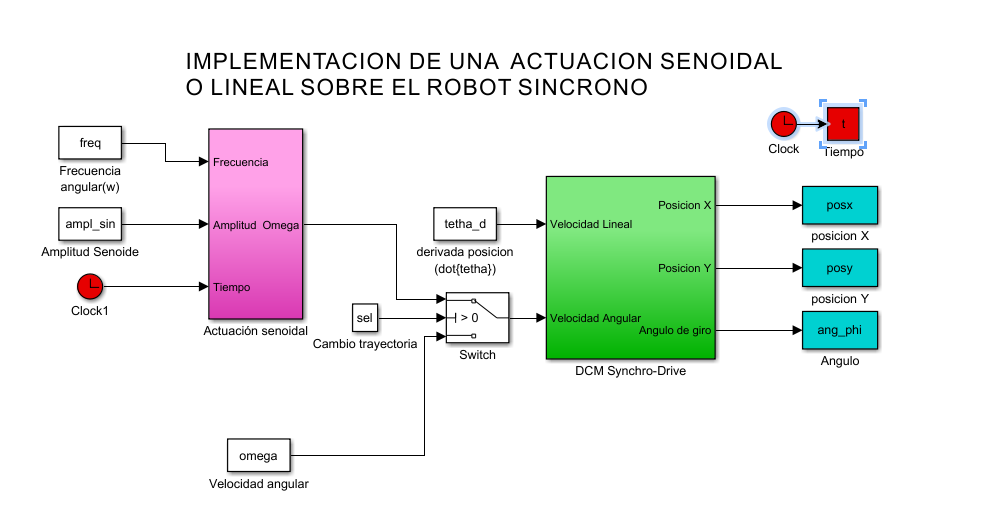 IMPLEMENTACION DE UNA ACTUACION SENOIDAL
O LINEAL SOBRE EL ROBOT SINCRONO
freq
Frecuencia
angular(w)
ampl_sin
Amplitud Senoide
Clock1
Frecuencia
Amplitud Omega
Tiempo
Actuación senoidal
tetha_d
derivada posicion
(dot{tetha})
sel
Cambio trayectoria
> 0
Switch
omega
Velocidad angular
Posicion X
Velocidad Lineal
Posicion Y
Velocidad Angular
Angulo de giro
DCM Synchro-Drive
Clock
t
Tiempo
posx
posicion X
posy
posicion Y
ang_phi
Angulo